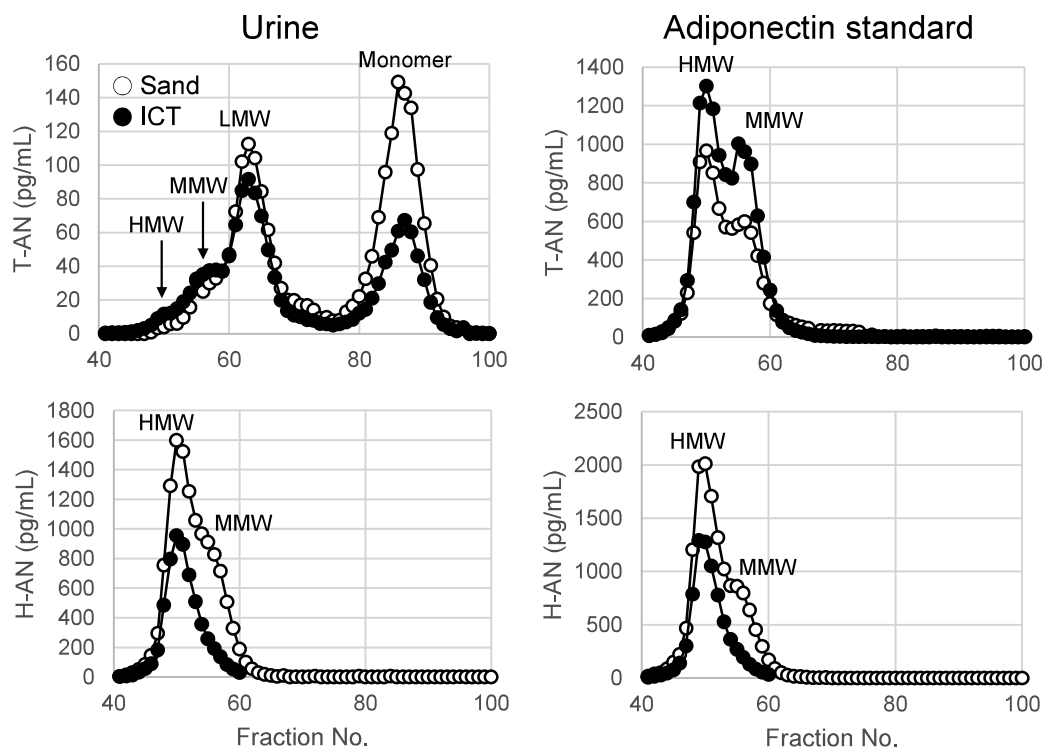 Urine
Adiponectin standard
T-AN (pg/mL)
160
140
120
100
80
60
40
20
0
40
60
80
100
Sand
ICT
HMW
MMW
LMW
Monomer
T-AN (pg/mL)
1400
1200
1000
800
600
400
200
0
40
60
80
100
HMW
MMW
H-AN (pg/mL)
1800
1600
1400
1200
1000
800
600
400
200
0
40
60
80
100
HMW
MMW
Fraction No.
H-AN (pg/mL)
2500
2000
1500
1000
500
0
40
60
80
100
HMW
MMW
Fraction No.